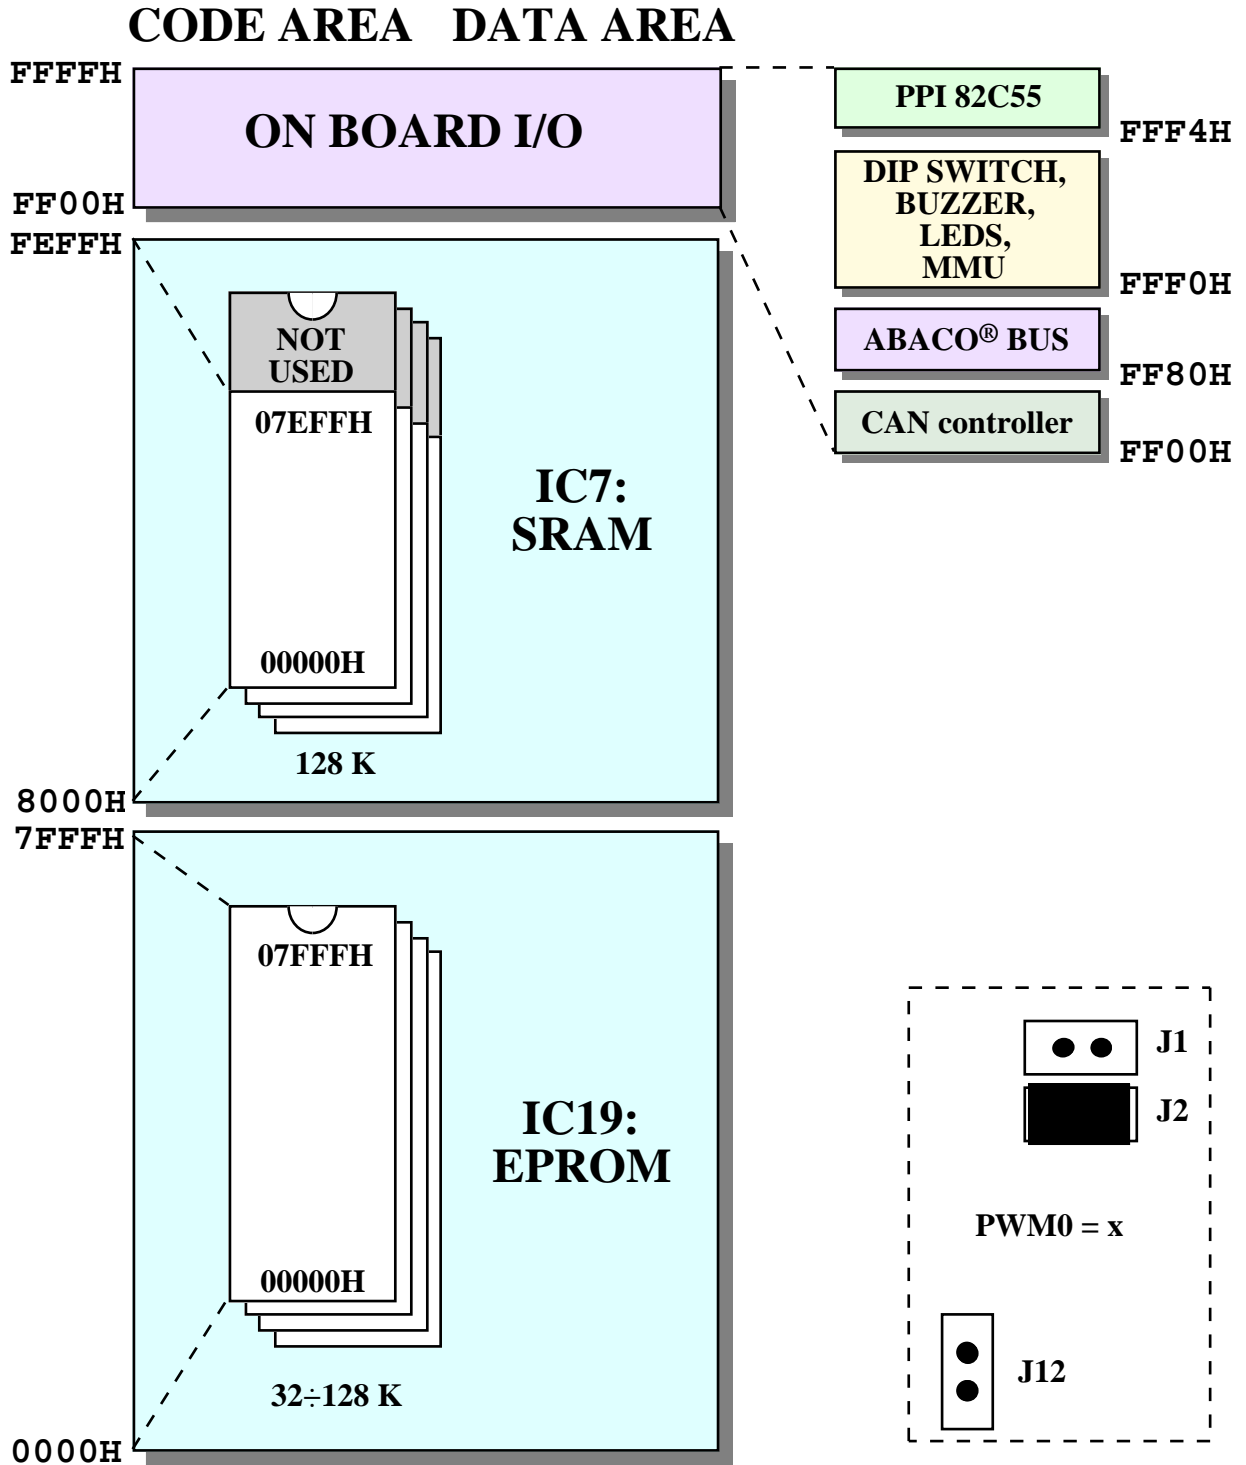 CODE AREA DATA AREA
FFFFH
ON BOARD I/O
FF00H
PPI 82C55
FFF4H
DIP SWITCH,
BUZZER,
LEDS,
MMU
FFF0H
ABACO® BUS
FF80H
CAN controller
FF00H
FEFFH
NOT
USED
07EFFH
IC7:
SRAM
00000H
128 K
8000H
7FFFH
07FFFH
IC19:
EPROM
00000H
32÷128 K
0000H
J1
J2
PWM0 = x
J12